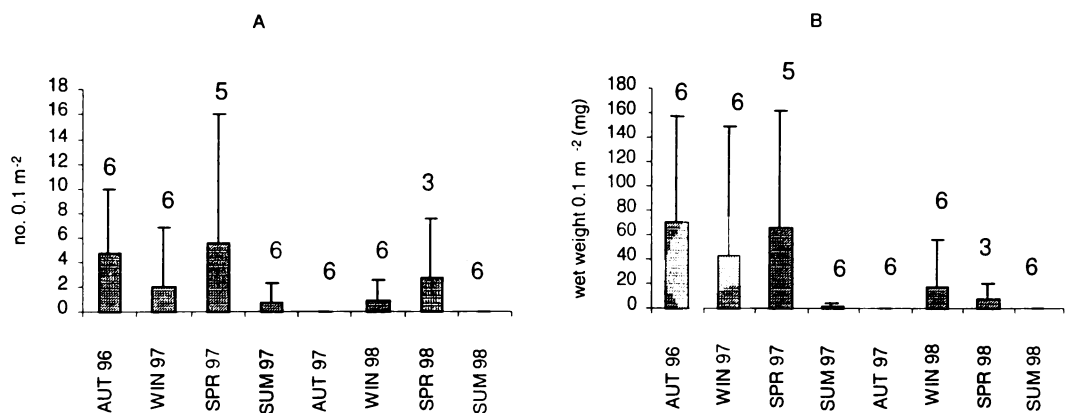 A
no. 0.1 m-2
18
16
14
12
10
8
6
4
2
0
6
6
5
6
6
6
3
6
AUT 96
WIN 97
SPR 97
SUM 97
AUT 97
WIN 98
SPR 98
SUM 98
B
wet weight 0.1 m -2 (mg)
180
160
140
120
100
80
60
40
20
0
6
6
5
6
6
6
3
6
AUT 96
WIN 97
SPR 97
SUM 97
AUT 97
WIN 98
SPR 98
SUM 98